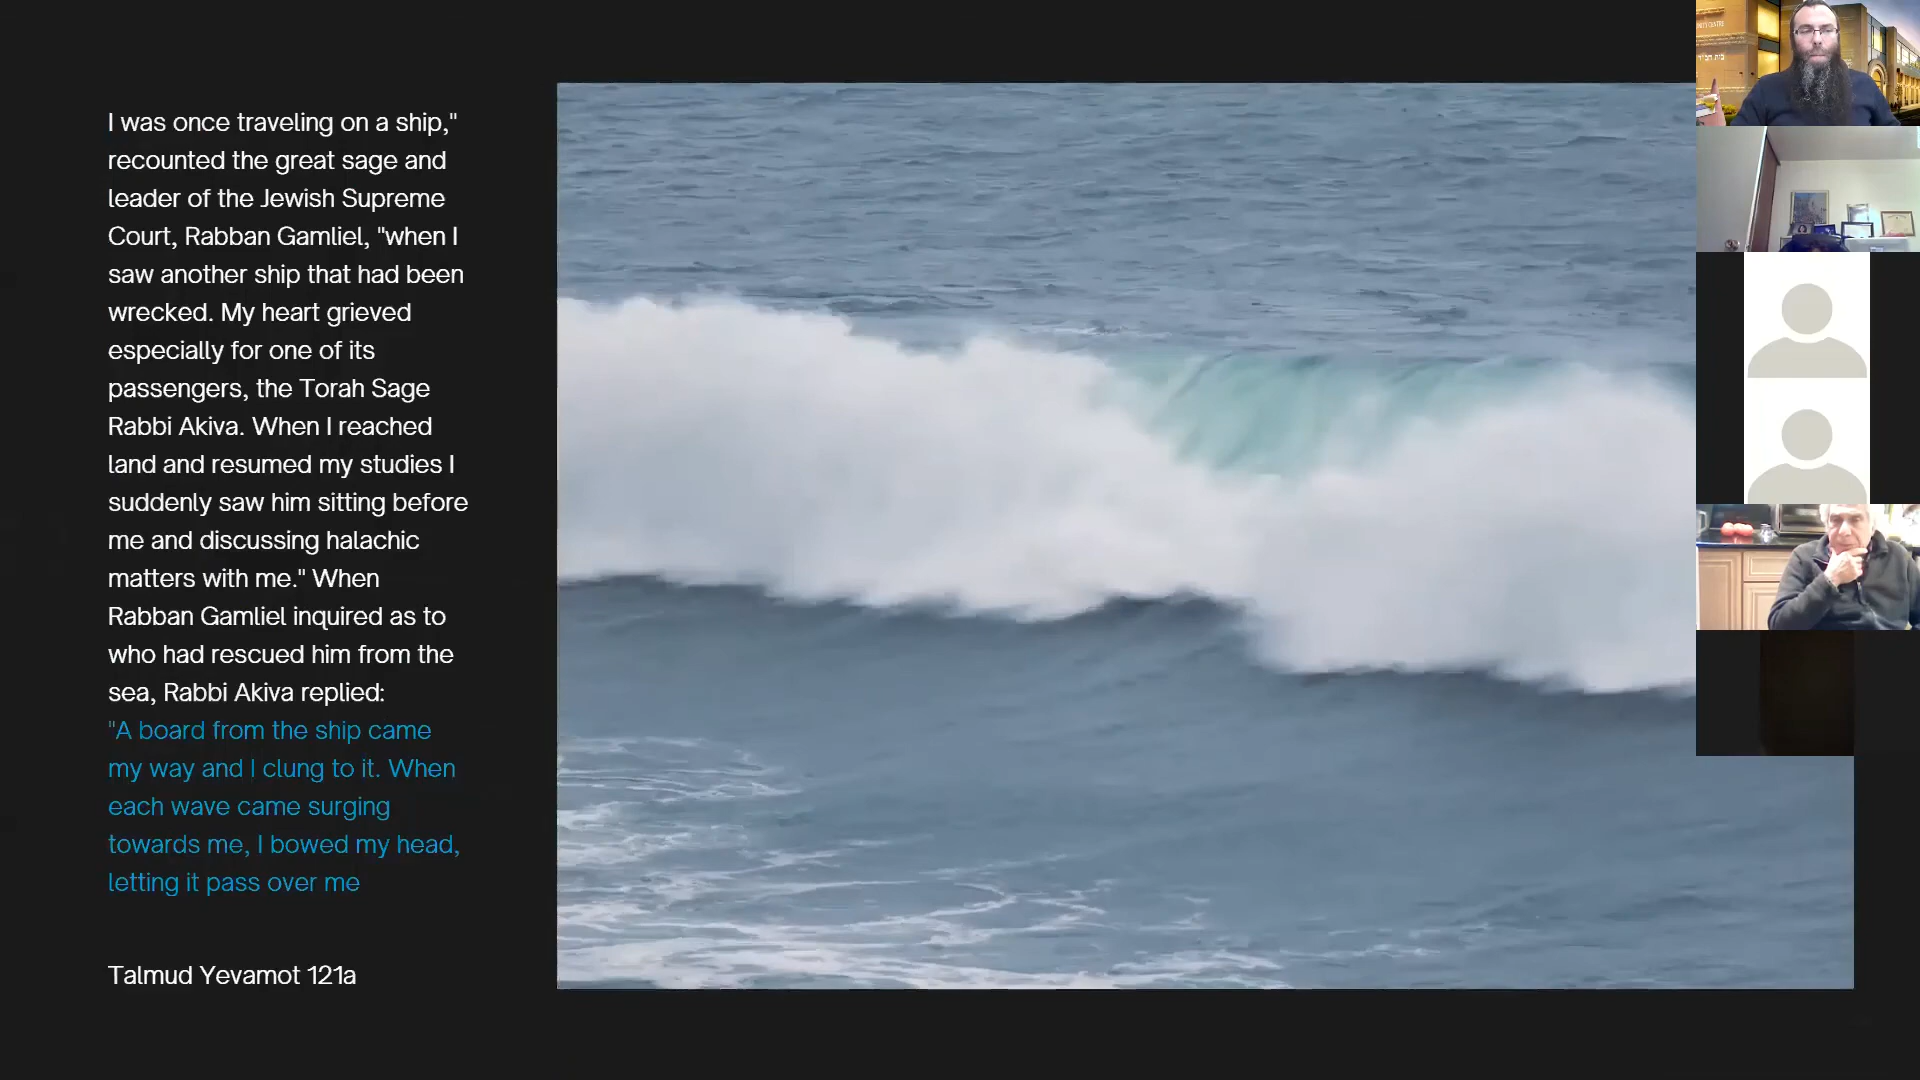 I was once traveling on a ship,"
recounted the great sage and
leader of the Jewish Supreme
Court, Rabban Gamliel, "when I
saw another ship that had been
wrecked. My heart grieved
especially for one of its
passengers, the Torah Sage
Rabbi Akiva. When I reached
land and resumed my studies I
suddenly saw him sitting before
me and discussing halachic
matters with me." When
Rabban Gamliel inquired as to
who had rescued him from the
sea, Rabbi Akiva replied:
"A board from the ship came
my way and I clung to it. When
each wave came surging
towards me, I bowed my head,
letting it pass over me
Talmud Yevamot 121a